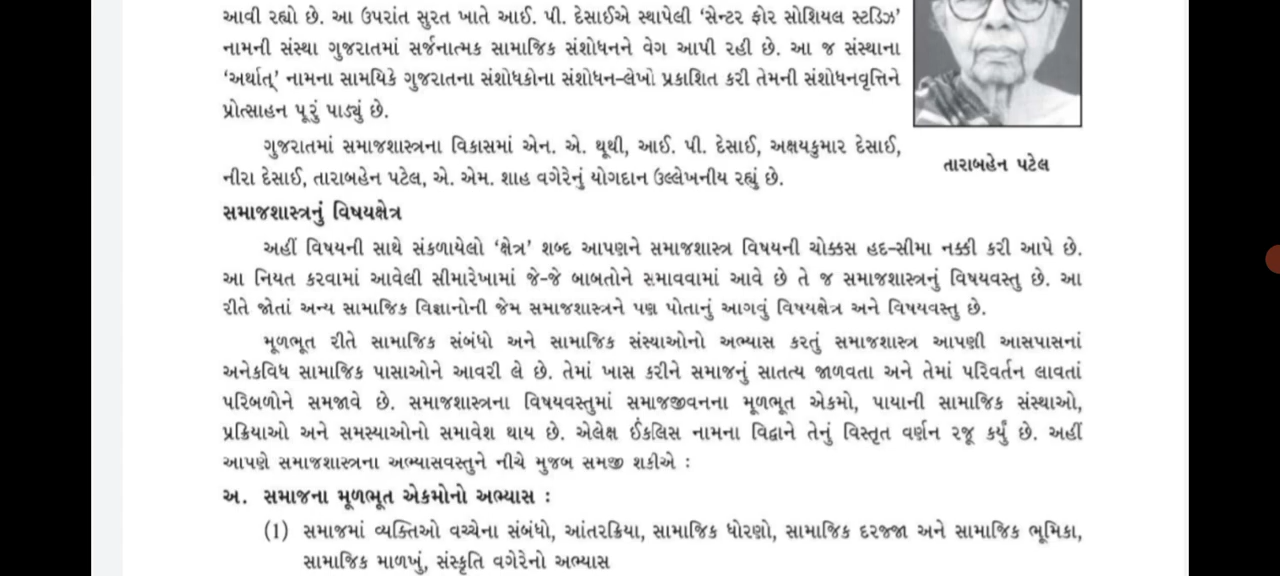 આવી રહ્યો છે. આ ઉપરાંત સુરત ખાતે આઈ. પી. દેસાઈએ સ્થાપેલી ‘સેન્ટર ફોર સોશિયલ સ્ટડિઝ’
નામની સંસ્થા ગુજરાતમાં સર્જનાત્મક સામાજિક સંશોધનને વેગ આપી રહી છે. આ જ સંસ્થાના
‘અર્થાત્’ નામના સામયિકે ગુજરાતના સંશોધકોના સંશોધન-લેખો પ્રકાશિત કરી તેમની સંશોધનવૃત્તિને
પ્રોત્સાહન પૂરું પાડ્યું છે.
ગુજરાતમાં સમાજશાસ્ત્રના વિકાસમાં એન. એ. થૂથી, આઈ. પી. દેસાઈ, અક્ષયકુમાર દેસાઈ,
નીરા દેસાઈ, તારાબહેન પટેલ, એ. એમ. શાહ વગેરેનું યોગદાન ઉલ્લેખનીય રહ્યું છે.
તારાબહેન પટેલ
સમાજશાસ્ત્રનું વિષયક્ષેત્ર
અહીં વિષયની સાથે સંકળાયેલો ‘ક્ષેત્ર’ શબ્દ આપણને સમાજશાસ્ત્ર વિષયની ચોક્કસ હદ-સીમા નક્કી કરી આપે છે.
આ નિયત કરવામાં આવેલી સીમારેખામાં જે-જે બાબતોને સમાવવામાં આવે છે તે જ સમાજશાસ્ત્રનું વિષયવસ્તુ છે. આ
રીતે જોતાં અન્ય સામાજિક વિજ્ઞાનોની જેમ સમાજશાસ્ત્રને પણ પોતાનું આગવું વિષયક્ષેત્ર અને વિષયવસ્તુ છે.
મૂળભૂત રીતે સામાજિક સંબંધો અને સામાજિક સંસ્થાઓનો અભ્યાસ કરતું સમાજશાસ્ત્ર આપણી આસપાસનાં
અનેકવિધ સામાજિક પાસાઓને આવરી લે છે. તેમાં ખાસ કરીને સમાજનું સાતત્ય જાળવતા અને તેમાં પરિવર્તન લાવતાં
પરિબળોને સમજાવે છે. સમાજશાસ્ત્રના વિષયવસ્તુમાં સમાજજીવનના મૂળભૂત એકમો, પાયાની સામાજિક સંસ્થાઓ,
પ્રક્રિયાઓ અને સમસ્યાઓનો સમાવેશ થાય છે. એલેક્ષ ઈંકલિસ નામના વિદ્વાને તેનું વિસ્તૃત વર્ણન રજૂ કર્યું છે. અહીં
આપણે સમાજશાસ્ત્રના અભ્યાસવસ્તુને નીચે મુજબ સમજી શકીએ :
અ. સમાજના મૂળભૂત એકમોનો અભ્યાસ :
(1) સમાજમાં વ્યક્તિઓ વચ્ચેના સંબંધો, આંતરક્રિયા, સામાજિક ધોરણો, સામાજિક દરજ્જા અને સામાજિક ભૂમિકા,
સામાજિક માળખું, સંસ્કૃતિ વગેરેનો અભ્યાસ